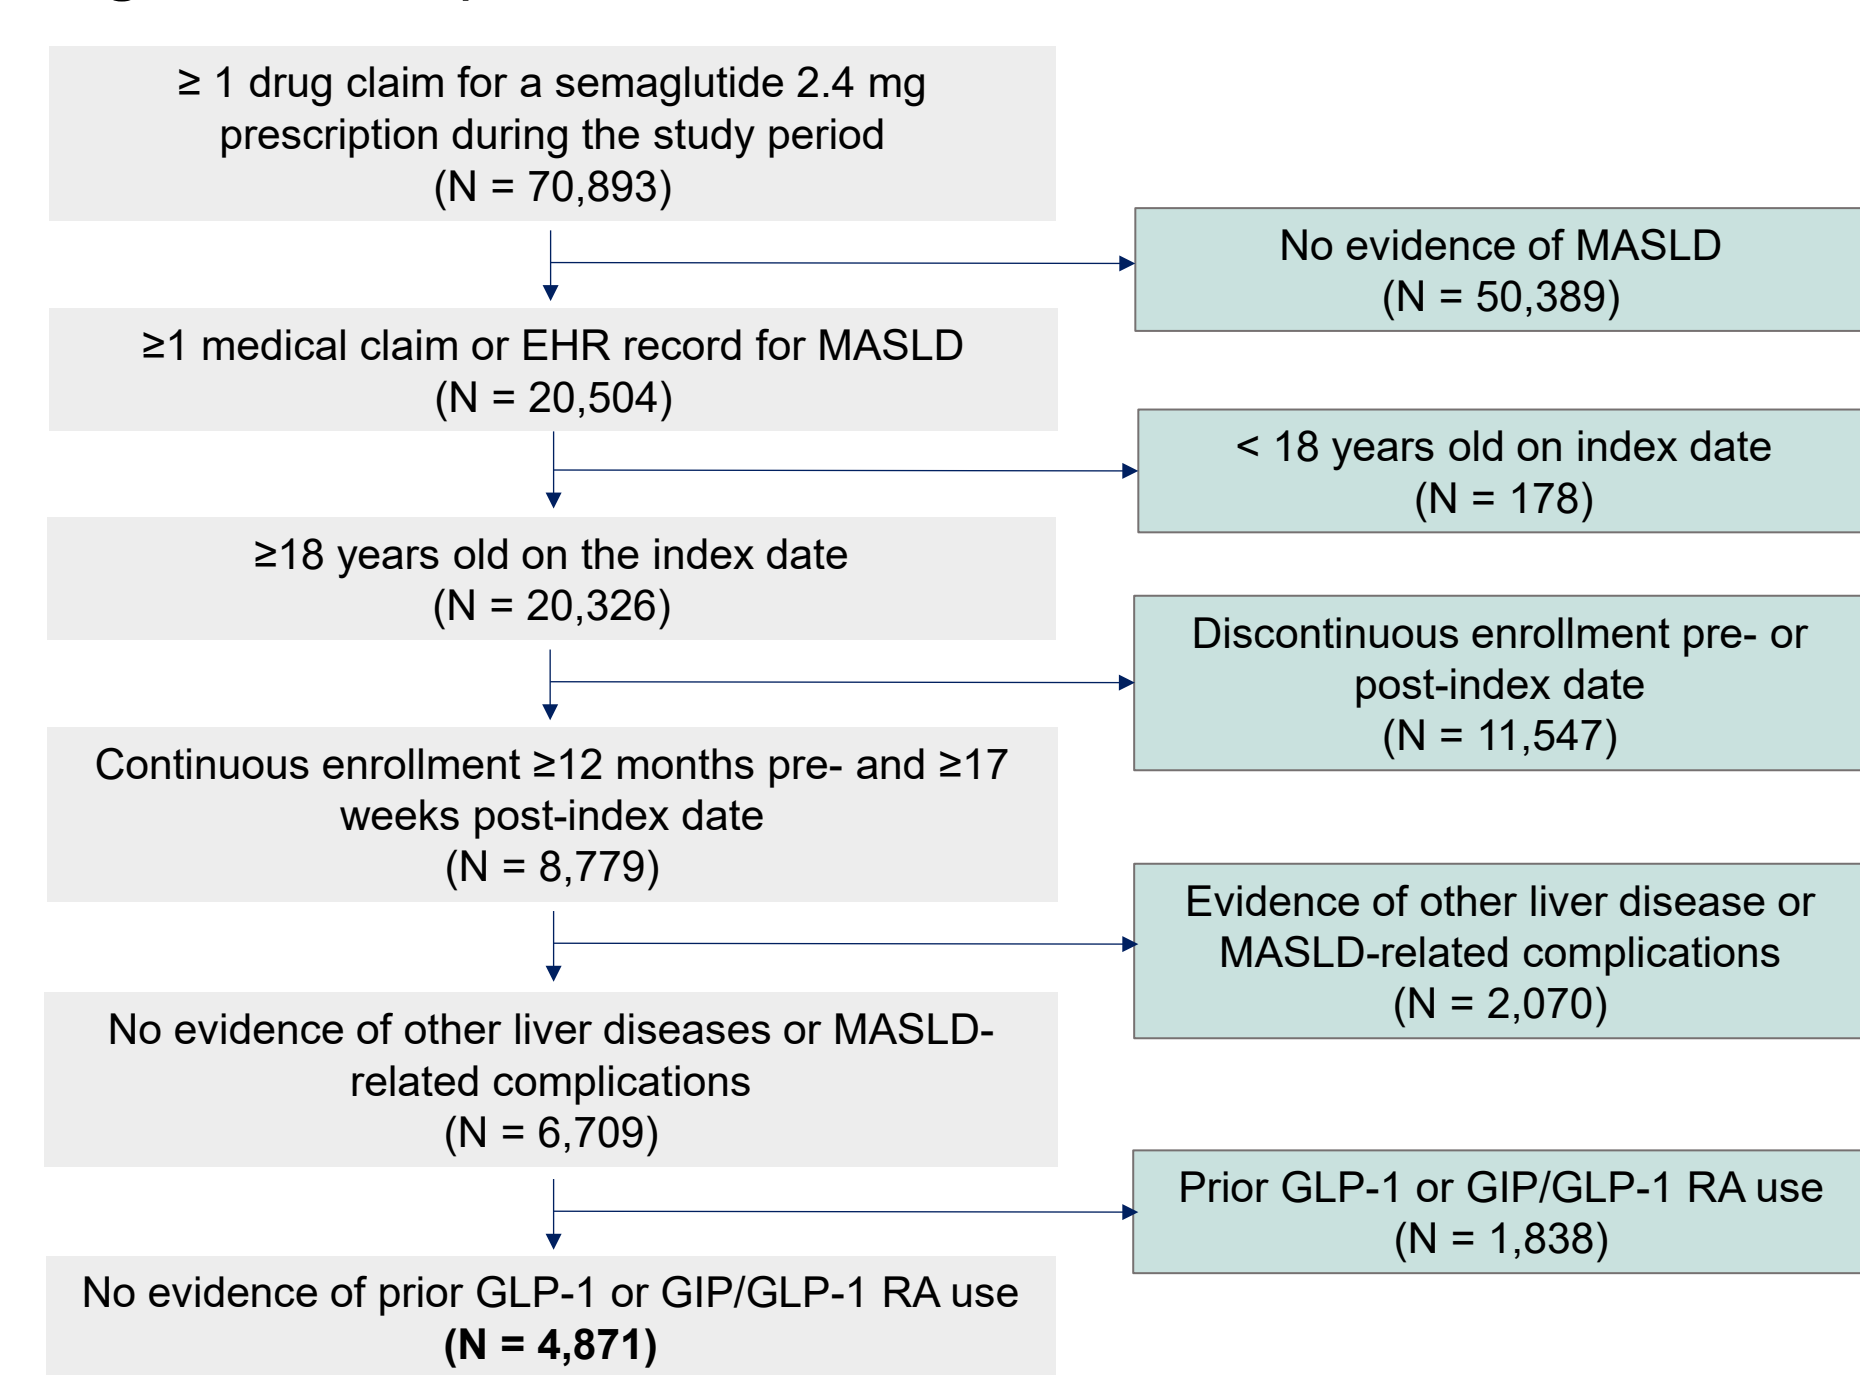 ≥ 1 drug claim for a semaglutide 2.4 mg
prescription during the study period
(N = 70,893)
No evidence of MASLD
(N = 50,389)
≥1 medical claim or EHR record for MASLD
(N = 20,504)
< 18 years old on index date
(N = 178)
≥18 years old on the index date
(N = 20,326)
Discontinuous enrollment pre- or
post-index date
(N = 11,547)
Continuous enrollment ≥12 months pre- and ≥17
weeks post-index date
(N = 8,779)
Evidence of other liver disease or
MASLD-related complications
(N = 2,070)
No evidence of other liver diseases or MASLD-
related complications
(N = 6,709)
Prior GLP-1 or GIP/GLP-1 RA use
(N = 1,838)
No evidence of prior GLP-1 or GIP/GLP-1 RA use
(N = 4,871)